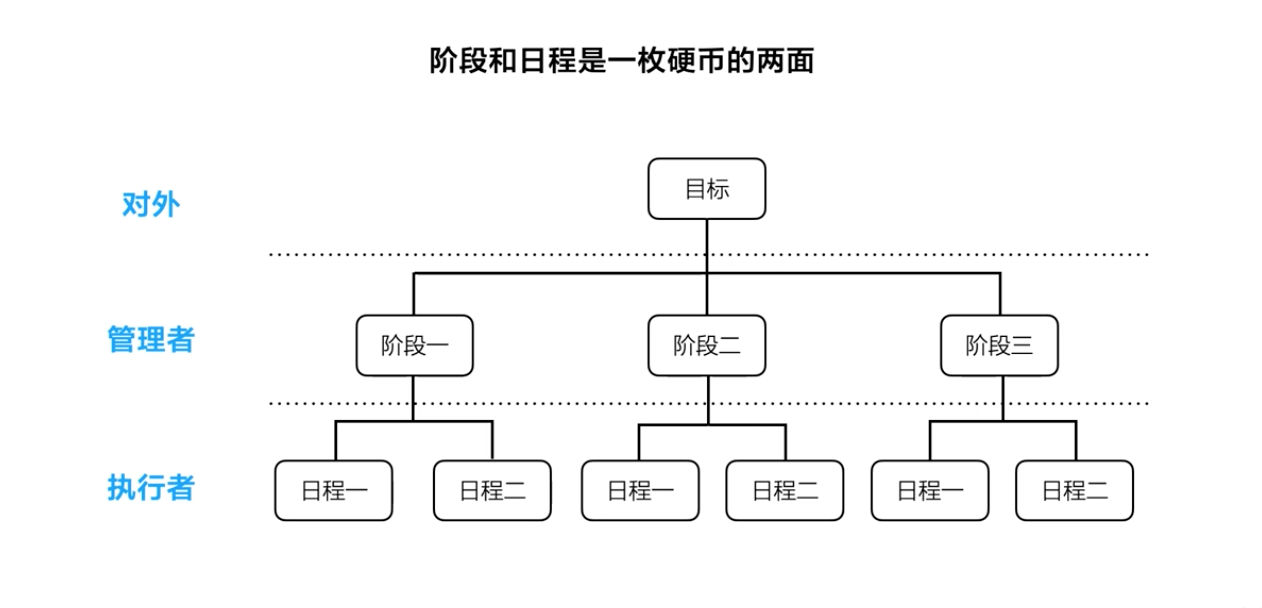 阶段和日程是一枚硬币的两面
对外
目标
管理者
阶段一
阶段二
阶段三
执行者
日程一
日程二
日程一
日程二
日程一
日程二